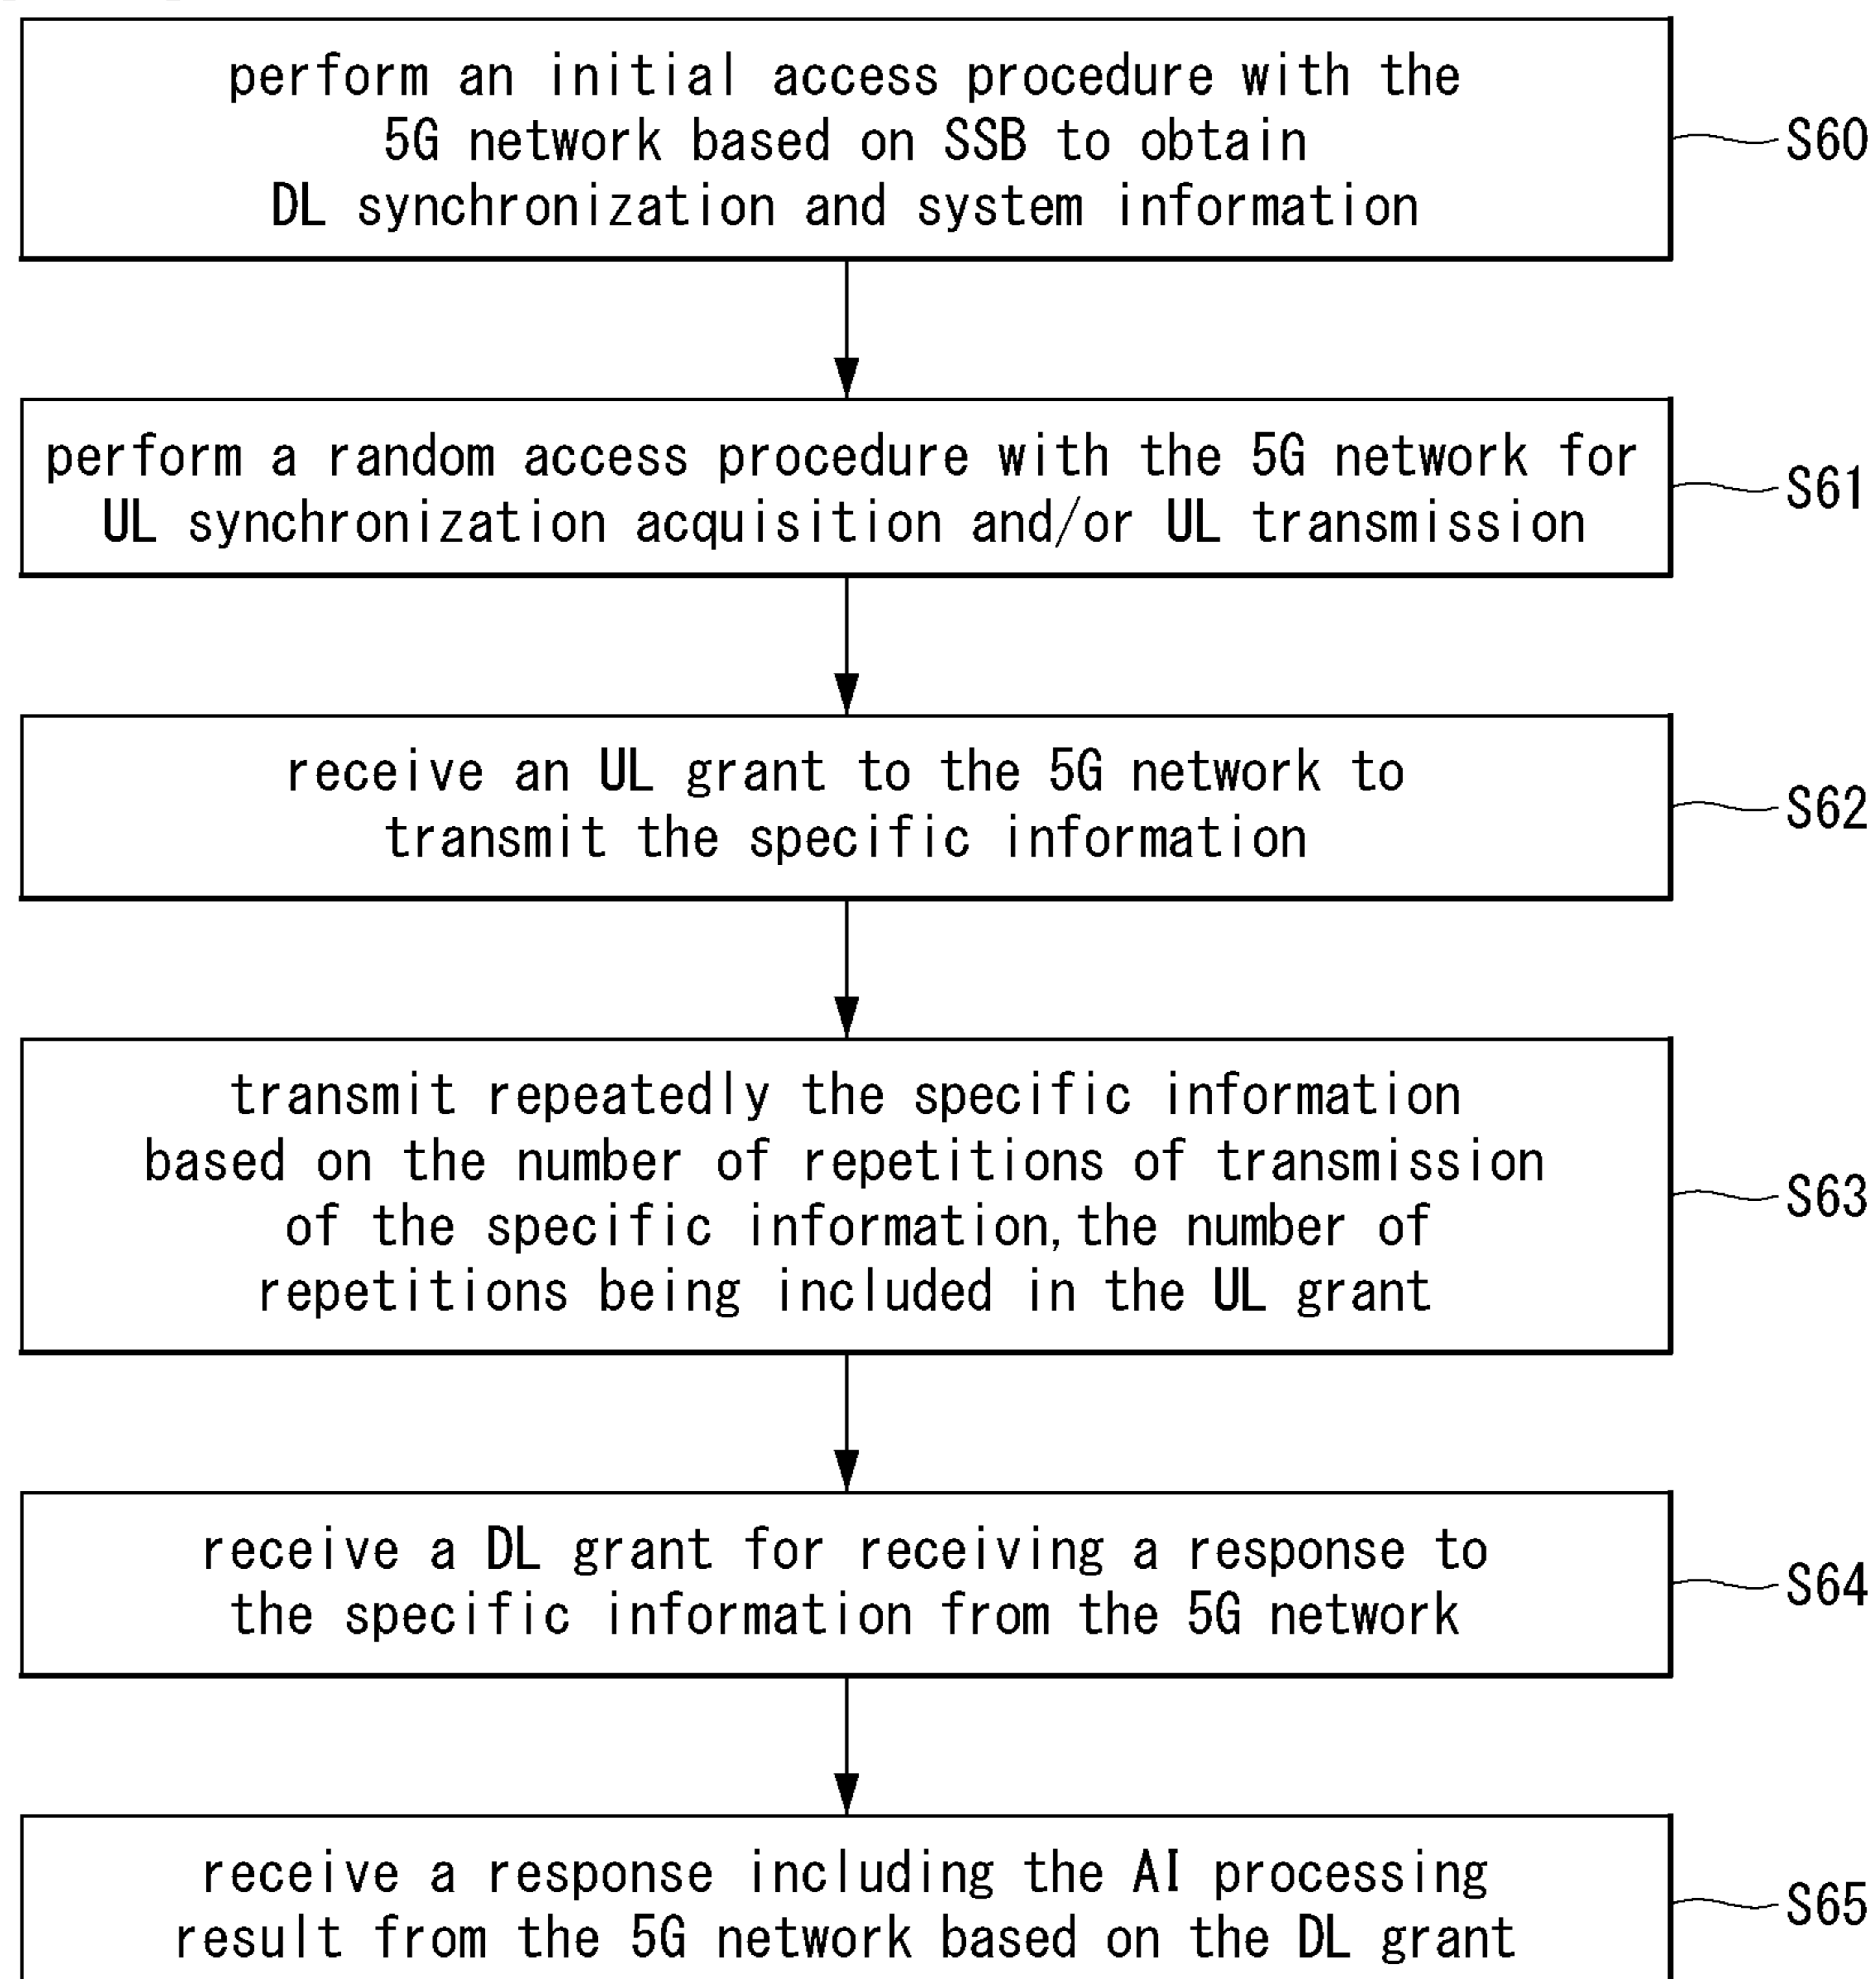 perform an initial access procedure with the
5G network based on SSB to obtain
DL synchronization and system information
S60
perform a random access procedure with the 5G network for
UL synchronization acquisition and/or UL transmission
S61
receive an UL grant to the 5G network to
transmit the specific information
S62
transmit repeatedly the specific information
based on the number of repetitions of transmission
of the specific information, the number of
repetitions being included in the UL grant
S63
receive a DL grant for receiving a response to
the specific information from the 5G network
S64
receive a response including the AI processing
result from the 5G network based on the DL grant
S65